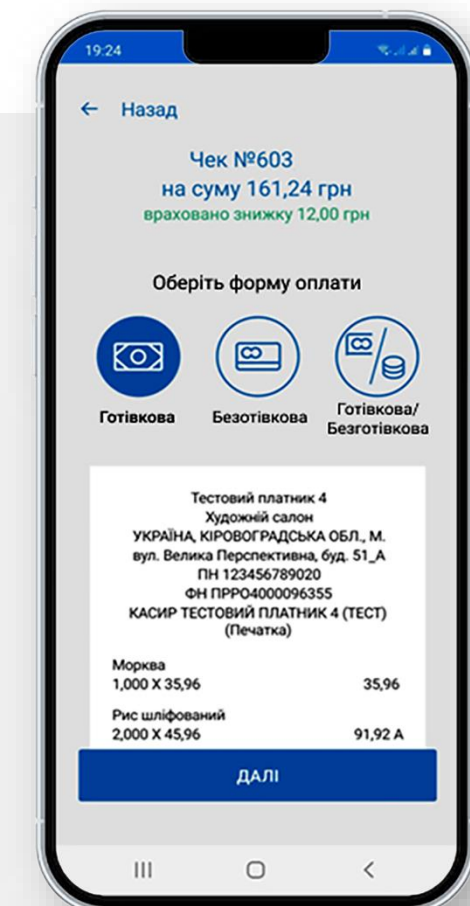 19:24
← Назад
Чек №603
на суму 161,24 грн
враховано знижку 12,00 грн
Оберіть форму оплати
Готівкова
Безотівкова
Готівкова/
Безготівкова
Тестовий платник 4
Художній салон
УКРАЇНА, КІРОВОГРАДСЬКА ОБЛ., М.
вул. Велика Перспективна, буд. 51_А
ПН 123456789020
ФН ПРРО4000096355
КАСИР ТЕСТОВИЙ ПЛАТНИК 4 (ТЕСТ)
(Печатка)
Морква
1,000 X 35,96 35,96
Рис шліфований
2,000 X 45,96 91,92 А
ДАЛІ